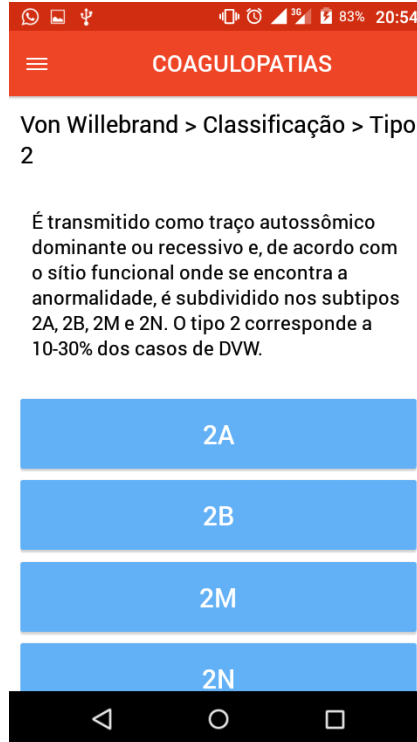 3G 83% 20:54
COAGULOPATIAS
Von Willebrand > Classificação > Tipo
2
É transmitido como traço autossômico
dominante ou recessivo e, de acordo com
o sítio funcional onde se encontra a
anormalidade, é subdividido nos subtipos
2A, 2B, 2M e 2N. O tipo 2 corresponde a
10-30% dos casos de DVW.
2A
2B
2M
2N